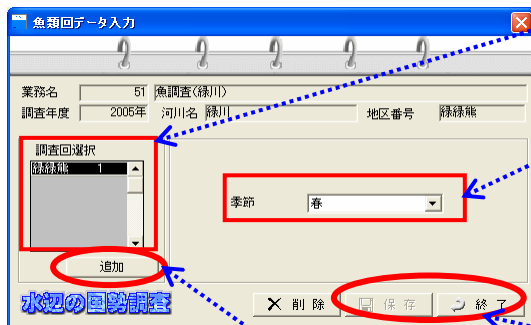 魚類回データ入力
業務名 51 魚調査(緑川)
調査年度 2005年 河川名 緑川 地区番号 緑緑熊
調査回選択
緑緑熊 1
季節 春
追加
水辺の国勢調査
削除 保存 終了